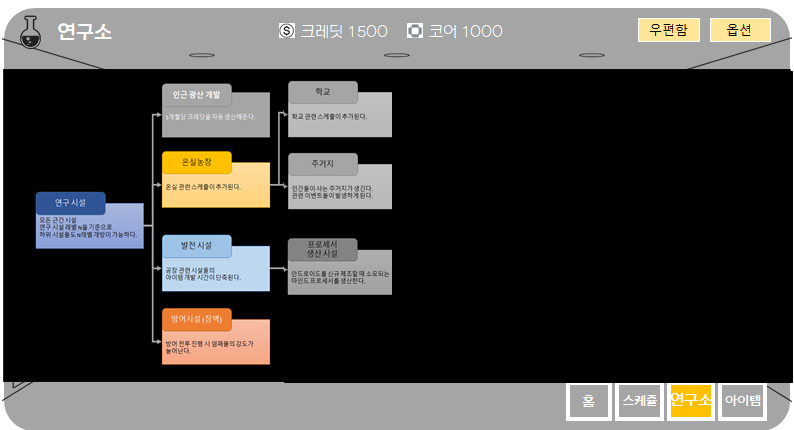 연구소
S 크레딧 1500
코어 1000
우편함
옵션
인근 광산 개발
1개월당 크레딧을 자동 생산해준다.
학교
학교 관련 스케쥴이 추가된다.
온실농장
온실 관련 스케쥴이 추가된다.
주거지
인간들이 사는 주거지가 생긴다.
관련 이벤트들이 발생하게 된다.
연구 시설
모든 근간 시설
연구 시설 레벨 N을 기준으로
하위 시설들도 N레벨 개방이 가능하다.
발전 시설
공장 관련 시설들의
아이템 개발 시간이 단축된다.
프로세서
생산 시설
안드로이드를 신규 제조할 때 소모되는
마인드 프로세서를 생산한다.
방어시설 (장벽)
방어 전투 진행 시 엄폐물의 강도가
늘어난다.
홈
스케쥴
연구소
아이템